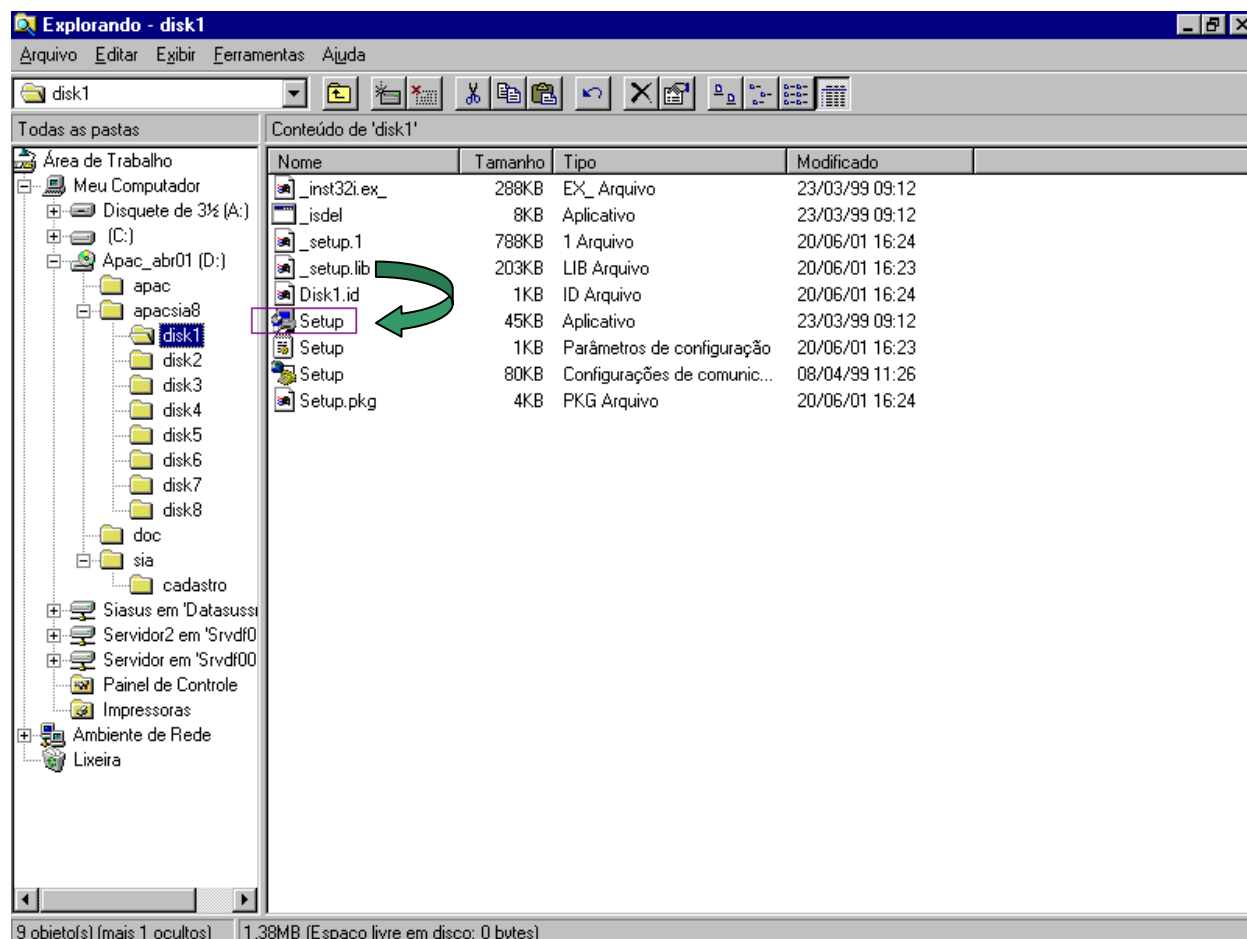 Explorando - disk1
Arquivo Editar Exibir Ferramentas Ajuda
disk1
Todas as pastas
Conteúdo de 'disk1'
Área de Trabalho
Meu Computador
Disquete de 3½ (A:)
(C:)
Apac_abr01 (D:)
apac
apacsia8
disk1
disk2
disk3
disk4
disk5
disk6
disk7
disk8
doc
sia
cadastro
Siasus em 'Datasuss
Servidor2 em 'Srvdf0
Servidor em 'Srvdf00
Painel de Controle
Impressoras
Ambiente de Rede
Lixeira
Nome Tamanho Tipo Modificado
_inst32i.ex_ 288KB EX_ Arquivo 23/03/99 09:12
_isdel 8KB Aplicativo 23/03/99 09:12
_setup.1 788KB 1 Arquivo 20/06/01 16:24
_setup.lib 203KB LIB Arquivo 20/06/01 16:23
Disk1.id 1KB ID Arquivo 20/06/01 16:24
Setup 45KB Aplicativo 23/03/99 09:12
Setup 1KB Parâmetros de configuração 20/06/01 16:23
Setup 80KB Configurações de comunic... 08/04/99 11:26
Setup.pkg 4KB PKG Arquivo 20/06/01 16:24
9 objeto(s) (mais 1 ocultos) 1,38MB (Espaço livre em disco: 0 bytes)